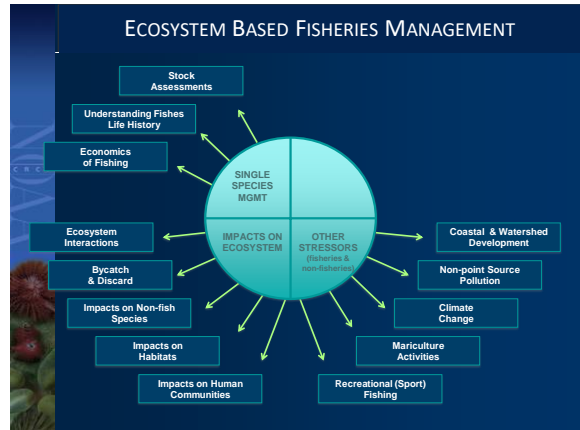 ECOSYSTEM BASED FISHERIES MANAGEMENT
Stock
Assessments
Understanding Fishes
Life History
Economics
of Fishing
SINGLE
SPECIES
MGMT
Ecosystem
Interactions
IMPACTS ON
ECOSYSTEM
OTHER
STRESSORS
(fisheries &
non-fisheries)
Coastal & Watershed
Development
Bycatch
& Discard
Non-point Source
Pollution
Impacts on Non-fish
Species
Climate
Change
Impacts on
Habitats
Mariculture
Activities
Impacts on Human
Communities
Recreational (Sport)
Fishing